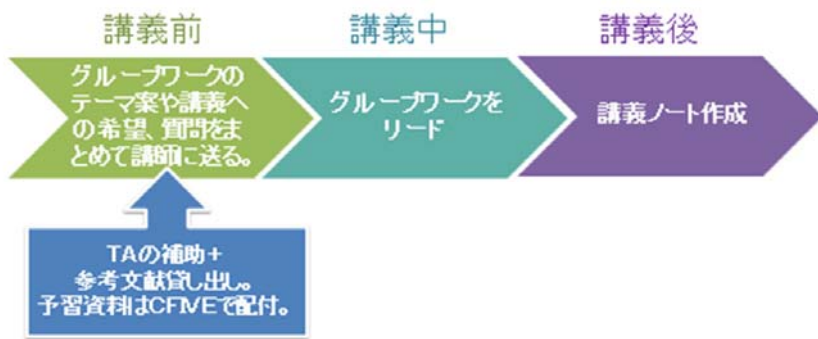 講義前
講義中
講義後
グループワークの
テーマ案や講義へ
の希望、質問をま
とめて講師に送る。
グループワークを
リード
講義ノート作成
TAの補助+
参考文献貸し出し。
予習資料はCFIVEで配付。